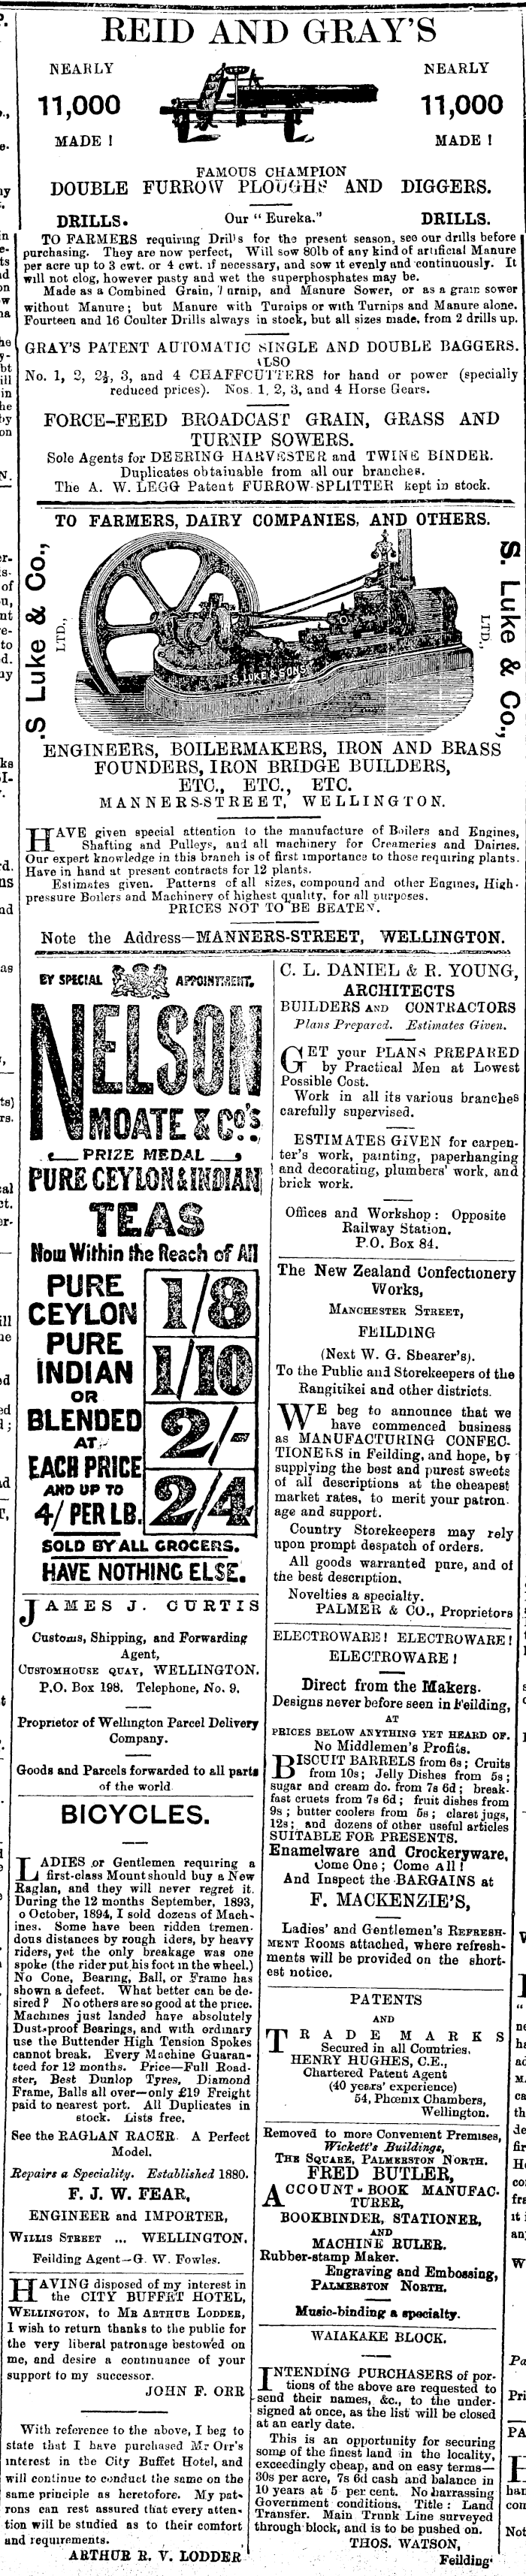 REID AND GRAY'S
NEARLY
11,000
MADE !
NEARLY
11,000
MADE !
FAMOUS CHAMPION
DOUBLE FURROW PLOUGHS AND DIGGERS.
DRILLS.
Our " Eureka."
DRILLS.
TO FARMERS requiring Drills for the present season, see our drills before
purchasing. They are now perfect, Will sow 80lb of any kind of artificial Manure
per acre up to 3 cwt. or 4 cwt. if necessary, and sow it evenly and continuously. It
will not clog, however pasty and wet the superphosphates may be.
Made as a Combined Grain, Turnip, and Manure Sower, or as a grain sower
without Manure ; but Manure with Turnips or with Turnips and Manure alone.
Fourteen and 16 Coulter Drills always in stock, but all sizes made, from 2 drills up.
GRAY'S PATENT AUTOMATIC SINGLE AND DOUBLE BAGGERS.
ALSO
No. 1, 2, 2½, 3, and 4 CHAFFCUTTERS for hand or power (specially
reduced prices). Nos. 1, 2, 3, and 4 Horse Gears.
FORCE-FEED BROADCAST GRAIN, GRASS AND
TURNIP SOWERS.
Sole Agents for DEERING HARVESTER and TWINE BINDER.
Duplicates obtainable from all our branches.
The A. W. LEGG Patent FURROW-SPLITTER kept in stock.
TO FARMERS, DAIRY COMPANIES, AND OTHERS.
.S Luke & Co.,
LTD.,
S. LUKE & SONS
S. Luke & Co.,
LTD.,
ENGINEERS, BOILERMAKERS, IRON AND BRASS
FOUNDERS, IRON BRIDGE BUILDERS,
ETC., ETC., ETC.
MANNERS-STREET, WELLINGTON.
HAVE given special attention to the manufacture of Boilers and Engines,
Shafting and Pulleys, and all machinery for Creameries and Dairies.
Our expert knowledge in this branch is of first importance to those requiring plants.
Have in hand at present contracts for 12 plants.
Estimates given. Patterns of all sizes, compound and other Engines, High-
pressure Boilers and Machinery of highest quality, for all purposes.
PRICES NOT TO BE BEATEN.
Note the Address—MANNERS-STREET, WELLINGTON.
BY SPECIAL APPOINTMENT.
NELSON
MOATE & Co's.
PRIZE MEDAL
PURE CEYLON & INDIAN
TEAS
Now Within the Reach of All
PURE
CEYLON
PURE
INDIAN
OR
BLENDED
AT
EACH PRICE
AND UP TO
4/ PER LB.
1/8
1/10
2/-
2/4
SOLD BY ALL GROCERS.
HAVE NOTHING ELSE.
JAMES J. CURTIS
Customs, Shipping, and Forwarding
Agent,
CUSTOMHOUSE QUAY, WELLINGTON.
P.O. Box 198. Telephone, No. 9.
Proprietor of Wellington Parcel Delivery
Company.
Goods and Parcels forwarded to all parts
of the world
BICYCLES.
LADIES or Gentlemen requiring a
first-class Mount should buy a New
Raglan, and they will never regret it.
During the 12 months September, 1893,
o October, 1894, I sold dozens of Mach-
ines. Some have been ridden tremen-
dous distances by rough iders, by heavy
riders, yet the only breakage was one
spoke (the rider put his foot in the wheel.)
No Cone, Bearing, Ball, or Frame has
shown a defect. What better can be de-
sired ? No others are so good at the price.
Machines just landed have absolutely
Dust-proof Bearings, and with ordinary
use the Buttender High Tension Spokes
cannot break. Every Machine Guaran-
teed for 12 months. Price—Full Road-
ster, Best Dunlop Tyres, Diamond
Frame, Balls all over—only £19 Freight
paid to nearest port. All Duplicates in
stock. Lists free.
See the RAGLAN RACER. A Perfect
Model.
Repairs a Speciality. Established 1880.
F. J. W. FEAR,
ENGINEER and IMPORTER,
WILLIS STREET ... WELLINGTON.
Feilding Agent—G. W. Fowles.
HAVING disposed of my interest in
the CITY BUFFET HOTEL,
WELLINGTON, to MR ARTHUR LODDER,
I wish to return thanks to the public for
the very liberal patronage bestowed on
me, and desire a continuance of your
support to my successor.
JOHN F. ORR
With reference to the above, I beg to
state that I have purchased Mr Orr's
interest in the City Buffet Hotel, and
will continue to conduct the same on the
same principle as heretofore. My pat-
rons can rest assured that every atten-
tion will be studied as to their comfort
and requirements.
ARTHUR R. V. LODDER
C. L. DANIEL & R. YOUNG,
ARCHITECTS
BUILDERS AND CONTRACTORS
Plans Prepared. Estimates Given.
GET your PLANS PREPARED
by Practical Men at Lowest
Possible Cost.
Work in all its various branches
carefully supervised.
ESTIMATES GIVEN for carpen-
ter's work, painting, paperhanging
and decorating, plumbers' work, and
brick work.
Offices and Workshop : Opposite
Railway Station.
P.O. Box 84.
The New Zealand Confectionery
Works,
MANCHESTER STREET,
FEILDING
(Next W. G. Shearer's).
To the Public and Storekeepers of the
Rangitikei and other districts.
WE beg to announce that we
have commenced business
as MANUFACTURING CONFEC-
TIONERS in Feilding, and hope, by
supplying the best and purest sweets
of all descriptions at the cheapest
market rates, to merit your patron-
age and support.
Country Storekeepers may rely
upon prompt despatch of orders.
All goods warranted pure, and of
the best description.
Novelties a specialty.
PALMER & CO., Proprietors
ELECTROWARE ! ELECTROWARE !
ELECTROWARE !
Direct from the Makers.
Designs never before seen in Feilding,
AT
PRICES BELOW ANYTHING YET HEARD OF.
No Middlemen's Profits.
BISCUIT BARRELS from 6s ; Cruits
from 10s ; Jelly Dishes from 5s ;
sugar and cream do. from 7s 6d ; break-
fast cruets from 7s 6d ; fruit dishes from
9s ; butter coolers from 5s ; claret jugs,
12s ; and dozens of other useful articles
SUITABLE FOR PRESENTS.
Enamelware and Crockeryware,
Come One ; Come All !
And Inspect the BARGAINS at
F. MACKENZIE'S,
Ladies' and Gentlemen's REFRESH-
MENT ROOMS attached, where refresh-
ments will be provided on the short-
est notice.
PATENTS
AND
TRADE MARKS
Secured in all Countries.
HENRY HUGHES, C.E.,
Chartered Patent Agent
(40 years' experience)
54, Phœnix Chambers,
Wellington.
Removed to more Convenient Premises,
Wickett's Buildings,
THE SQUARE, PALMERSTON NORTH.
FRED BUTLER,
ACCOUNT-BOOK MANUFAC-
TURER,
BOOKBINDER, STATIONER,
AND
MACHINE RULER.
Rubber-stamp Maker.
Engraving and Embossing,
PALMERSTON NORTH.
Music-binding a specialty.
WAIAKAKE BLOCK.
INTENDING PURCHASERS of por-
tions of the above are requested to
send their names, &c., to the under-
signed at once, as the list will be closed
at an early date.
This is an opportunity for securing
some of the finest land in the locality,
exceedingly cheap, and on easy terms—
30s per acre, 7s 6d cash and balance in
10 years at 5 per cent. No harrassing
Government conditions, Title : Land
Transfer. Main Trunk Line surveyed
through block, and is to be pushed on.
THOS. WATSON,
Feilding